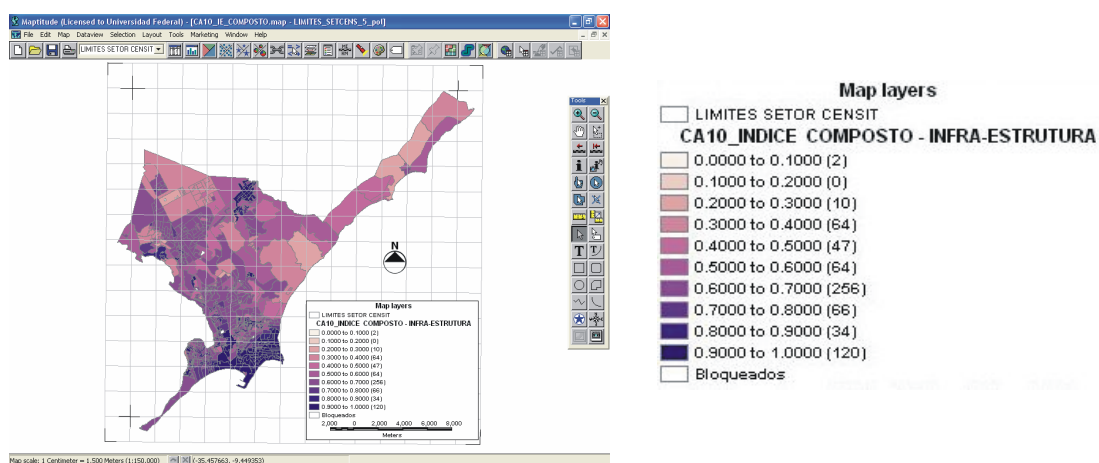 Maptitude (Licensed to Universidad Federal) - [CA10_IE_COMPOSTO.map - LIMITES_SETCENS_5_pol]
File Edit Map Dataview Selection Layout Tools Marketing Window Help
LIMITES SETOR CENSIT
Tools
N
Map layers
LIMITES SETOR CENSIT
CA10_INDICE COMPOSTO - INFRA-ESTRUTURA
0.0000 to 0.1000 (2)
0.1000 to 0.2000 (0)
0.2000 to 0.3000 (10)
0.3000 to 0.4000 (64)
0.4000 to 0.5000 (47)
0.5000 to 0.6000 (64)
0.6000 to 0.7000 (256)
0.7000 to 0.8000 (66)
0.8000 to 0.9000 (34)
0.9000 to 1.0000 (120)
Bloqueados
2,000 0 2,000 4,000 6,000 8,000
Meters
Map scale: 1 Centimeter = 1,500 Meters (1:150,000) (-35.457663, -9.449353)
Map layers
LIMITES SETOR CENSIT
CA10_INDICE COMPOSTO - INFRA-ESTRUTURA
0.0000 to 0.1000 (2)
0.1000 to 0.2000 (0)
0.2000 to 0.3000 (10)
0.3000 to 0.4000 (64)
0.4000 to 0.5000 (47)
0.5000 to 0.6000 (64)
0.6000 to 0.7000 (256)
0.7000 to 0.8000 (66)
0.8000 to 0.9000 (34)
0.9000 to 1.0000 (120)
Bloqueados